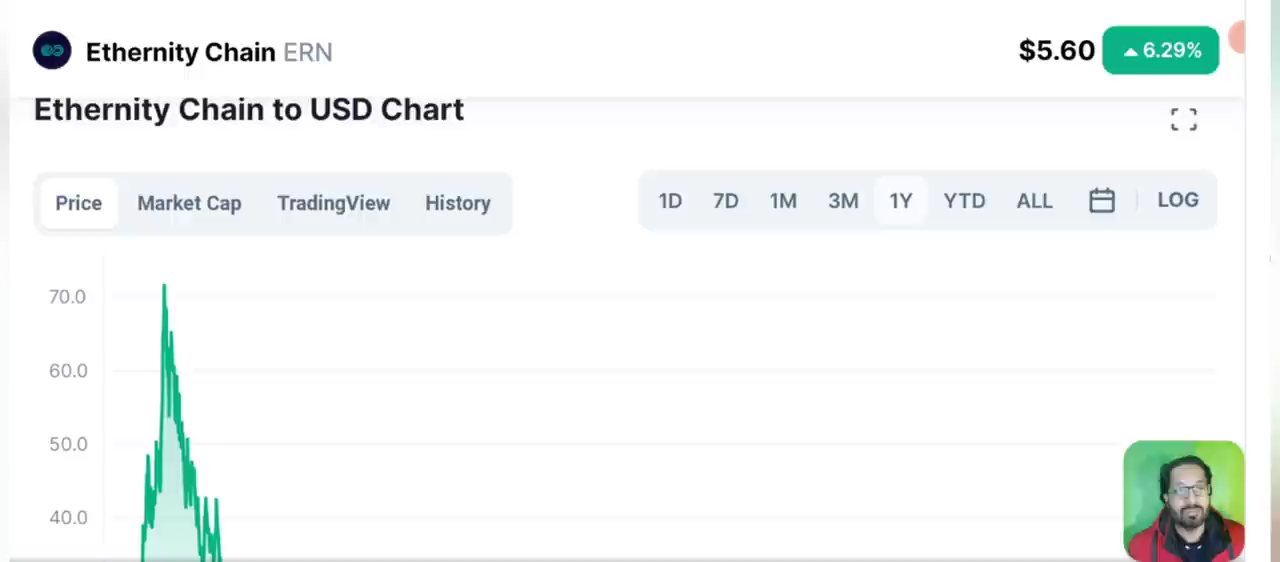 Ethernity Chain ERN $5.60 6.29%
Ethernity Chain to USD Chart
Price Market Cap TradingView History 1D 7D 1M 3M 1Y YTD ALL LOG
70.0
60.0
50.0
40.0